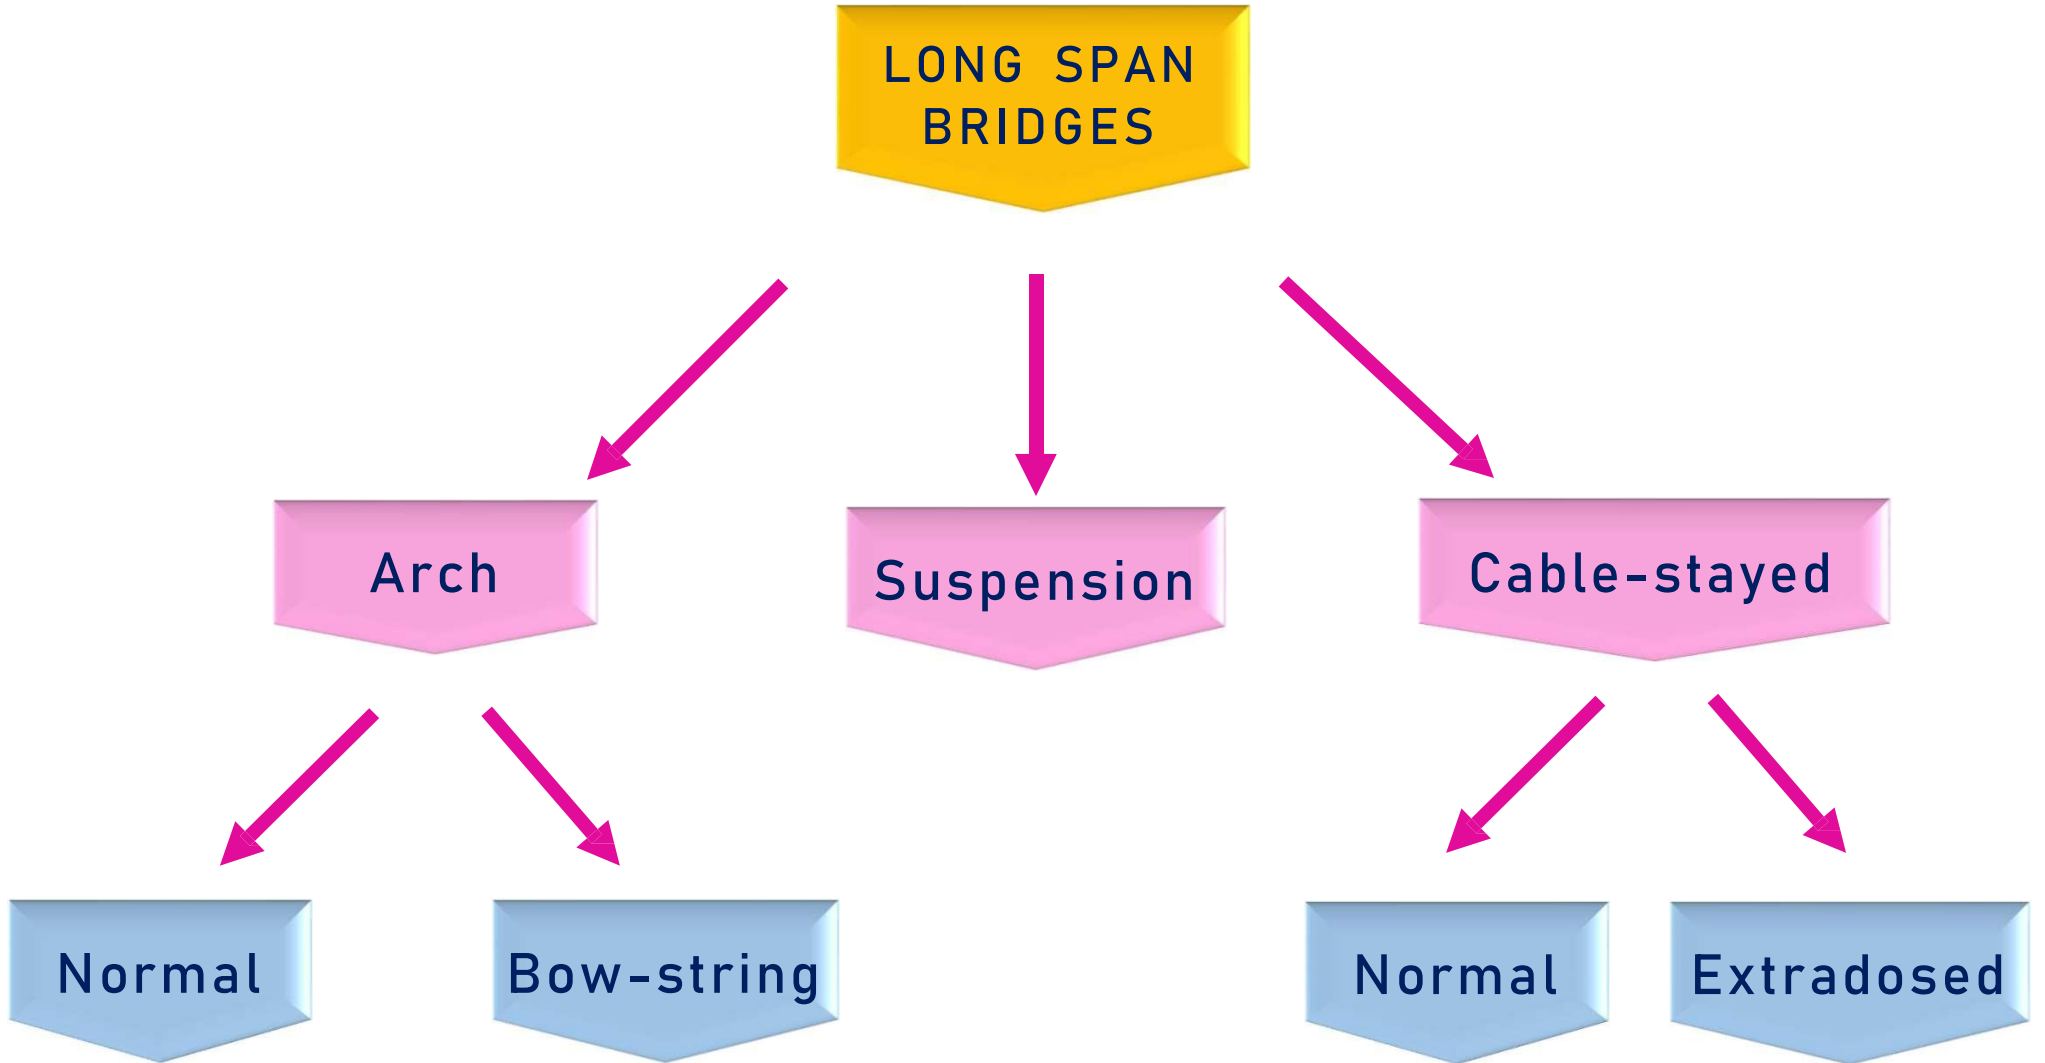 LONG SPAN
BRIDGES
Arch
Suspension
Cable-stayed
Normal
Bow-string
Normal
Extradosed